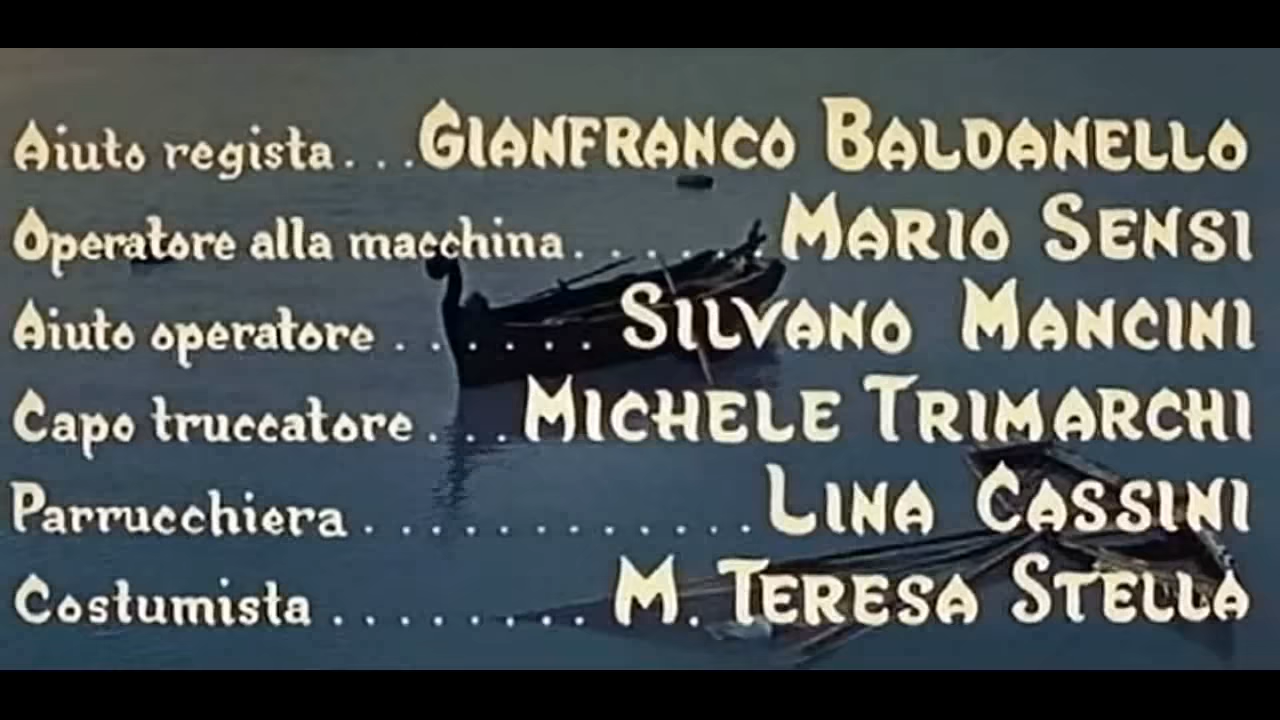 Aiuto regista . . . GIANFRANCO BALDANELLO
Operatore alla macchina . . . . . . MARIO SENSI
Aiuto operatore . . . . . . SILVANO MANCINI
Capo truccatore . . . MICHELE TRIMARCHI
Parrucchiera . . . . . . . . . . . . . LINA CASSINI
Costumista . . . . . . . . . M. TERESA STELLA